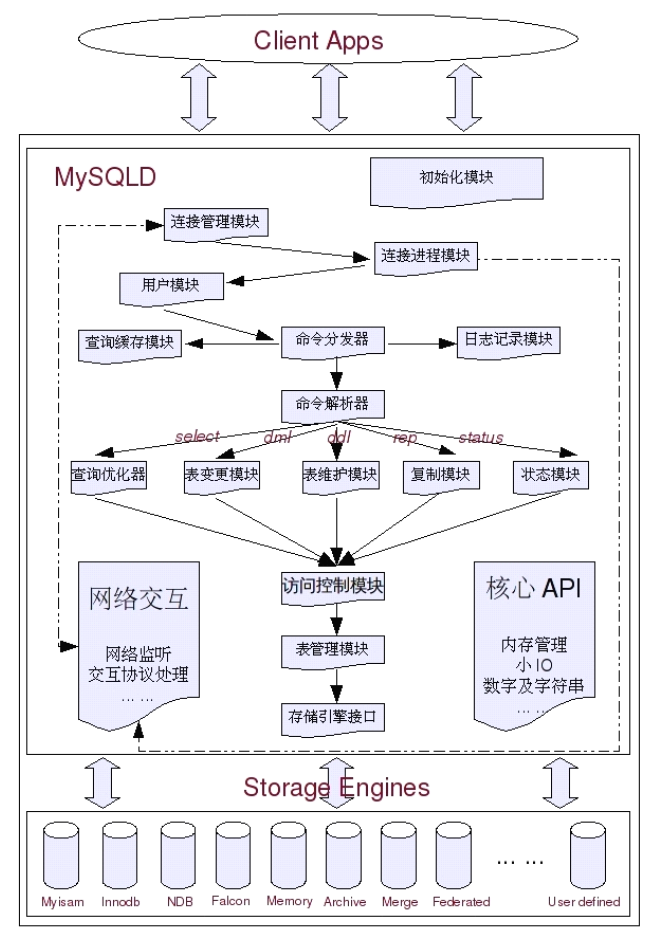 Client Apps
MySQLD
初始化模块
连接管理模块
连接进程模块
用户模块
查询缓存模块
命令分发器
日志记录模块
命令解析器
select
dml
ddl
rep
status
查询优化器
表变更模块
表维护模块
复制模块
状态模块
网络交互
网络监听
交互协议处理
... ...
访问控制模块
表管理模块
存储引擎接口
核心 API
内存管理
小 IO
数字及字符串
... ...
Storage Engines
Myisam
Innodb
NDB
Falcon
Memory
Archive
Merge
Federated
... ...
User defined